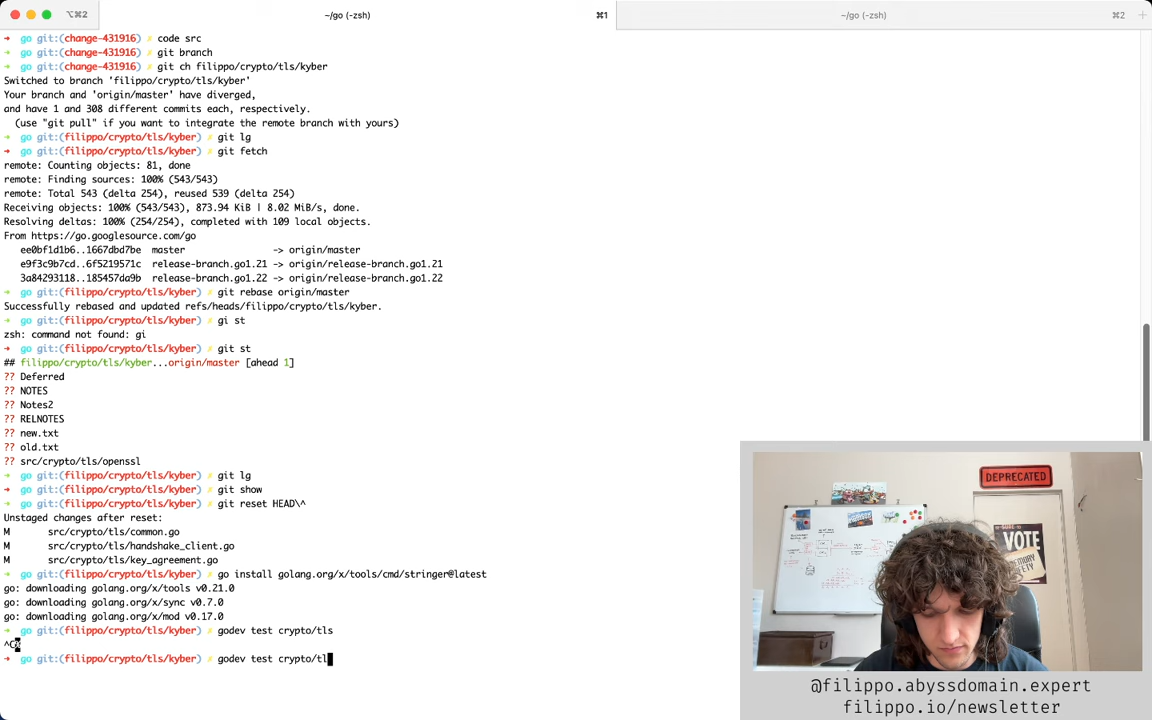 ⌥⌘2
~/go (-zsh)
⌘1
~/go (-zsh)
⌘2
+
→ go git:(change-431916) ✗ code src
→ go git:(change-431916) ✗ git branch
→ go git:(change-431916) ✗ git ch filippo/crypto/tls/kyber
Switched to branch 'filippo/crypto/tls/kyber'
Your branch and 'origin/master' have diverged,
and have 1 and 308 different commits each, respectively.
(use "git pull" if you want to integrate the remote branch with yours)
→ go git:(filippo/crypto/tls/kyber) ✗ git lg
→ go git:(filippo/crypto/tls/kyber) ✗ git fetch
remote: Counting objects: 81, done
remote: Finding sources: 100% (543/543)
remote: Total 543 (delta 254), reused 539 (delta 254)
Receiving objects: 100% (543/543), 873.94 KiB | 8.02 MiB/s, done.
Resolving deltas: 100% (254/254), completed with 109 local objects.
From https://go.googlesource.com/go
ee0bf1d1b6..1667dbd7be master -> origin/master
e9f3c9b7cd..6f5219571c release-branch.go1.21 -> origin/release-branch.go1.21
3a84293118..185457da9b release-branch.go1.22 -> origin/release-branch.go1.22
→ go git:(filippo/crypto/tls/kyber) ✗ git rebase origin/master
Successfully rebased and updated refs/heads/filippo/crypto/tls/kyber.
→ go git:(filippo/crypto/tls/kyber) ✗ gi st
zsh: command not found: gi
→ go git:(filippo/crypto/tls/kyber) ✗ git st
## filippo/crypto/tls/kyber...origin/master [ahead 1]
?? Deferred
?? NOTES
?? Notes2
?? RELNOTES
?? new.txt
?? old.txt
?? src/crypto/tls/openssl
→ go git:(filippo/crypto/tls/kyber) ✗ git lg
→ go git:(filippo/crypto/tls/kyber) ✗ git show
→ go git:(filippo/crypto/tls/kyber) ✗ git reset HEAD\^
Unstaged changes after reset:
M src/crypto/tls/common.go
M src/crypto/tls/handshake_client.go
M src/crypto/tls/key_agreement.go
→ go git:(filippo/crypto/tls/kyber) ✗ go install golang.org/x/tools/cmd/stringer@latest
go: downloading golang.org/x/tools v0.21.0
go: downloading golang.org/x/sync v0.7.0
go: downloading golang.org/x/mod v0.17.0
→ go git:(filippo/crypto/tls/kyber) ✗ godev test crypto/tls
^C%
→ go git:(filippo/crypto/tls/kyber) ✗ godev test crypto/tl
DEPRECATED
VOTE
@filippo.abyssdomain.expert
filippo.io/newsletter